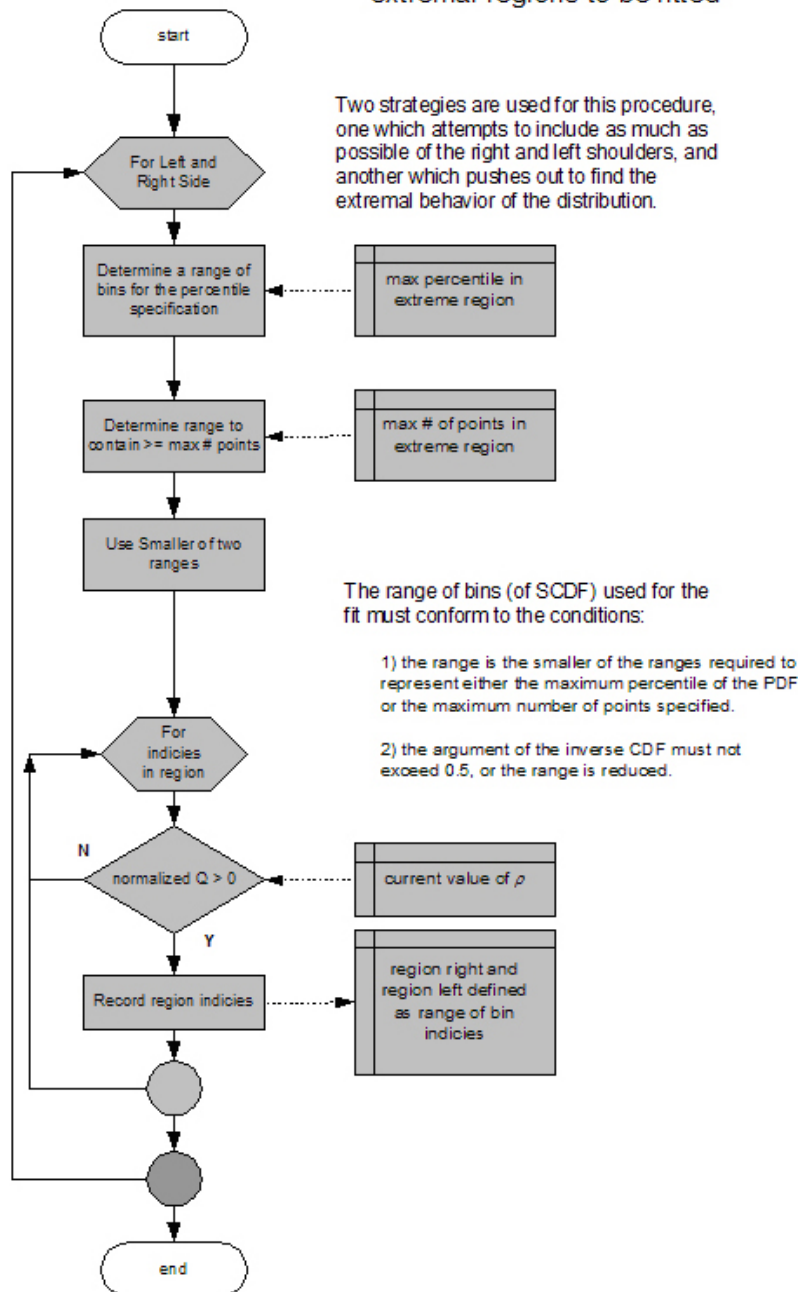 extremal regions to be fitted
start
Two strategies are used for this procedure,
one which attempts to include as much as
possible of the right and left shoulders, and
another which pushes out to find the
extremal behavior of the distribution.
For Left and
Right Side
Determine a range of
bins for the percentile
specification
max percentile in
extreme region
Determine range to
contain >= max # points
max # of points in
extreme region
Use Smaller of two
ranges
The range of bins (of SCDF) used for the
fit must conform to the conditions:
1) the range is the smaller of the ranges required to
represent either the maximum percentile of the PDF
or the maximum number of points specified.
2) the argument of the inverse CDF must not
exceed 0.5, or the range is reduced.
For
indicies
in region
N
normalized Q > 0
current value of ρ
Y
Record region indicies
region right and
region left defined
as range of bin
indicies
end